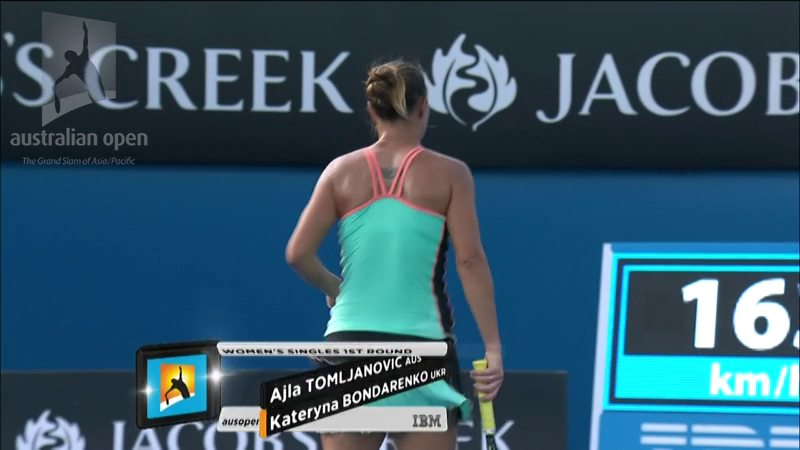 'S CREEK
JACOB
australian open
The Grand Slam of Asia/Pacific
16
km/h
WOMEN'S SINGLES 1ST ROUND
Ajla TOMLJANOVIĆ AUS
Kateryna BONDARENKO UKR
ausopen
IBM
JACOB'S